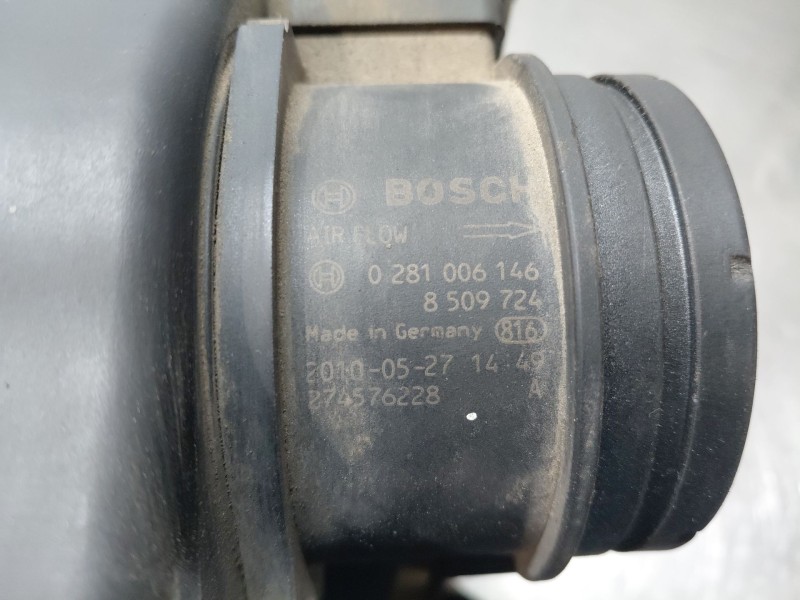 BOSCH
AIR FLOW
0 281 006 146
8 509 724
Made in Germany 816
2010-05-27 14:49
274576228 A